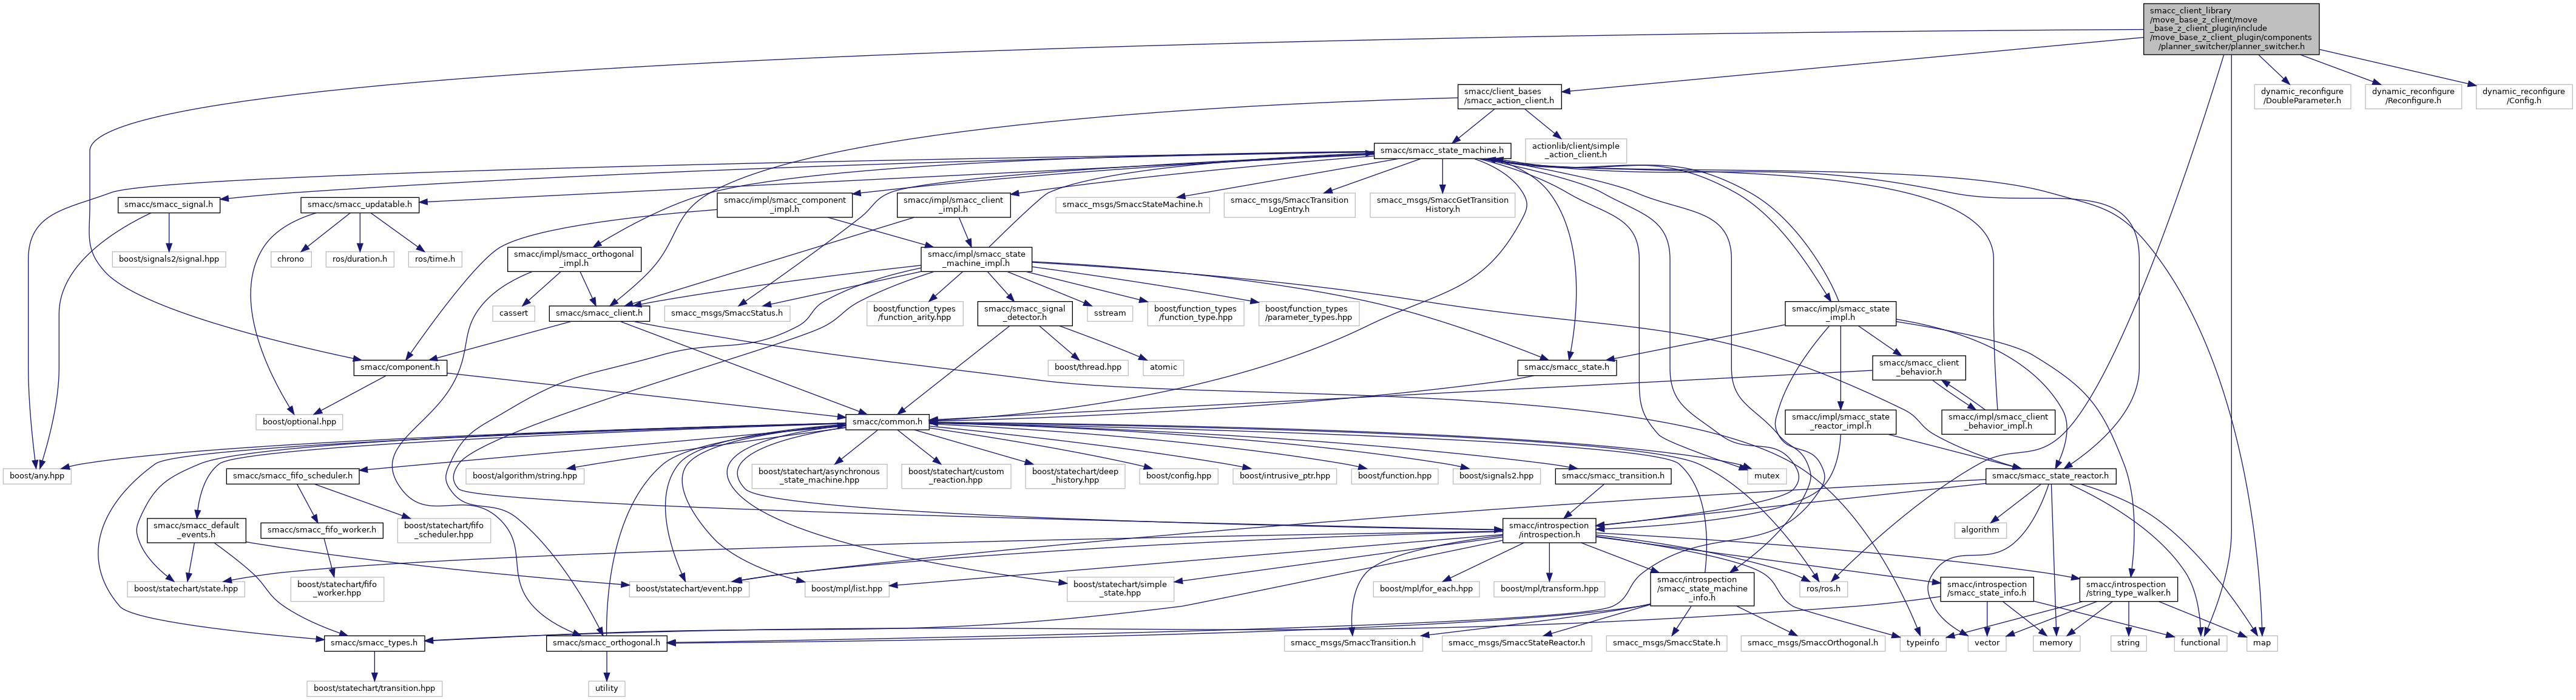 smacc_client_library
/move_base_z_client/move
_base_z_client_plugin/include
/move_base_z_client_plugin/components
/planner_switcher/planner_switcher.h
smacc/client_bases
/smacc_action_client.h
dynamic_reconfigure
/DoubleParameter.h
dynamic_reconfigure
/Reconfigure.h
dynamic_reconfigure
/Config.h
smacc/smacc_state_machine.h
actionlib/client/simple
_action_client.h
smacc/smacc_signal.h
smacc/smacc_updatable.h
smacc/impl/smacc_component
_impl.h
smacc/impl/smacc_client
_impl.h
smacc_msgs/SmaccStateMachine.h
smacc_msgs/SmaccTransition
LogEntry.h
smacc_msgs/SmaccGetTransition
History.h
boost/signals2/signal.hpp
chrono
ros/duration.h
ros/time.h
smacc/impl/smacc_orthogonal
_impl.h
smacc/impl/smacc_state
_machine_impl.h
cassert
smacc/smacc_client.h
smacc_msgs/SmaccStatus.h
boost/function_types
/function_arity.hpp
smacc/smacc_signal
_detector.h
sstream
boost/function_types
/function_type.hpp
boost/function_types
/parameter_types.hpp
smacc/impl/smacc_state
_impl.h
smacc/component.h
boost/thread.hpp
atomic
smacc/smacc_state.h
smacc/smacc_client
_behavior.h
boost/optional.hpp
smacc/common.h
smacc/impl/smacc_state
_reactor_impl.h
smacc/impl/smacc_client
_behavior_impl.h
boost/any.hpp
smacc/smacc_fifo_scheduler.h
boost/algorithm/string.hpp
boost/statechart/asynchronous
_state_machine.hpp
boost/statechart/custom
_reaction.hpp
boost/statechart/deep
_history.hpp
boost/config.hpp
boost/intrusive_ptr.hpp
boost/function.hpp
boost/signals2.hpp
smacc/smacc_transition.h
mutex
smacc/smacc_state_reactor.h
smacc/smacc_default
_events.h
smacc/smacc_fifo_worker.h
boost/statechart/fifo
_scheduler.hpp
smacc/introspection
/introspection.h
algorithm
boost/statechart/state.hpp
boost/statechart/fifo
_worker.hpp
boost/statechart/event.hpp
boost/mpl/list.hpp
boost/statechart/simple
_state.hpp
boost/mpl/for_each.hpp
boost/mpl/transform.hpp
smacc/introspection
/smacc_state_machine
_info.h
ros/ros.h
smacc/introspection
/smacc_state_info.h
smacc/introspection
/string_type_walker.h
smacc/smacc_types.h
smacc/smacc_orthogonal.h
smacc_msgs/SmaccTransition.h
smacc_msgs/SmaccStateReactor.h
smacc_msgs/SmaccState.h
smacc_msgs/SmaccOrthogonal.h
typeinfo
vector
memory
string
functional
map
boost/statechart/transition.hpp
utility